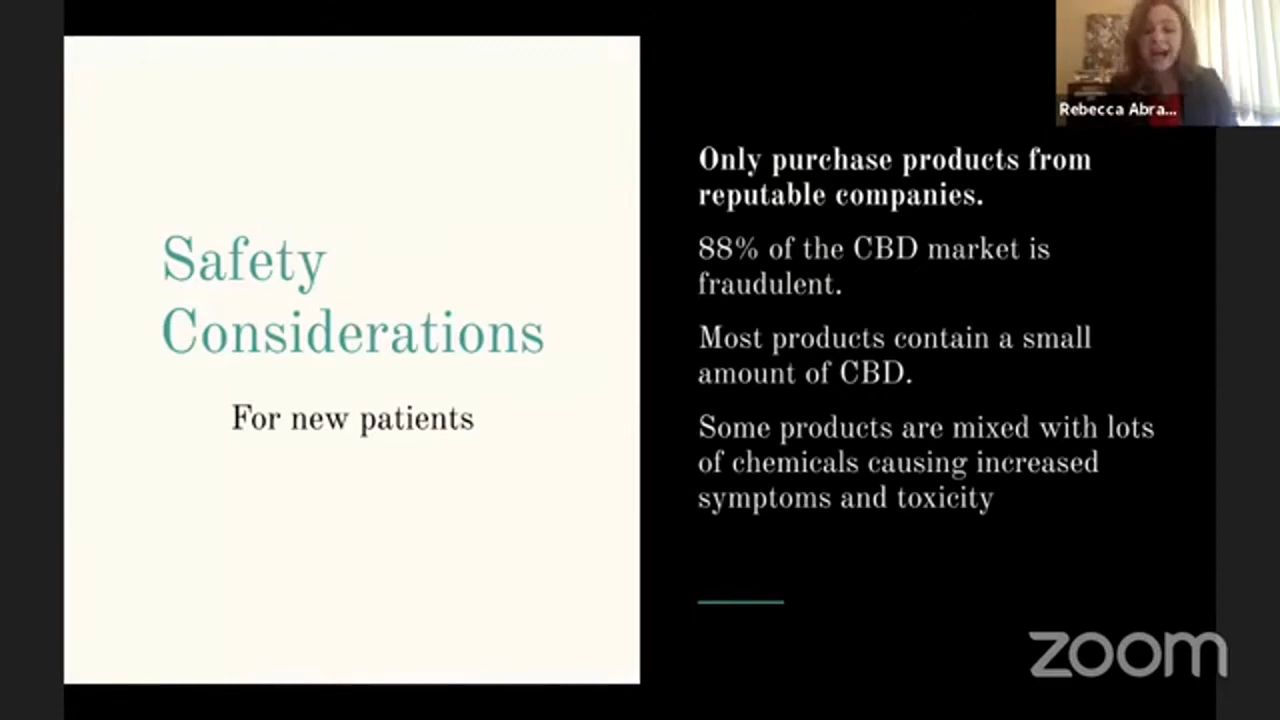 Rebecca Abra...
Safety
Considerations
For new patients
Only purchase products from
reputable companies.
88% of the CBD market is
fraudulent.
Most products contain a small
amount of CBD.
Some products are mixed with lots
of chemicals causing increased
symptoms and toxicity
zoom